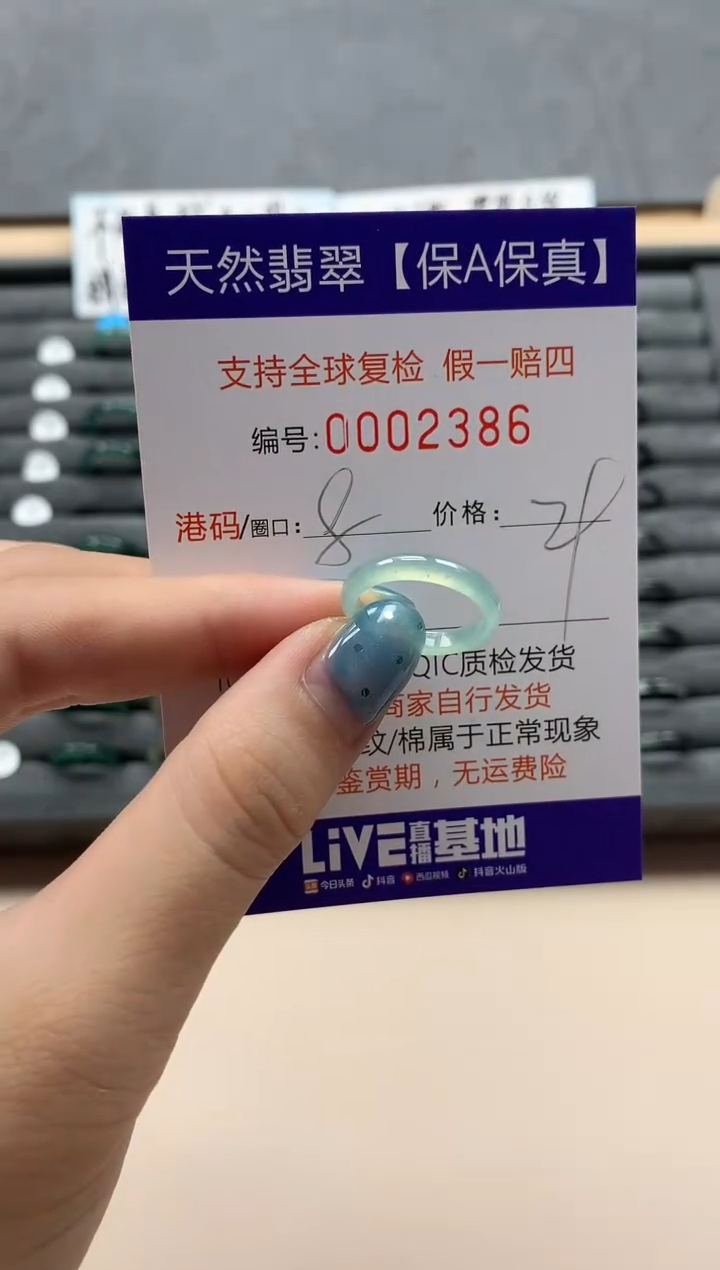 天然翡翠【保A保真】
支持全球复检 假一赔四
编号:0002386
港码/圈口: 8 价格:
QIC质检发货
商家自行发货
纹/棉属于正常现象
鉴赏期，无运费险
LiVE直播基地
今日头条 抖音 西瓜视频 抖音火山版